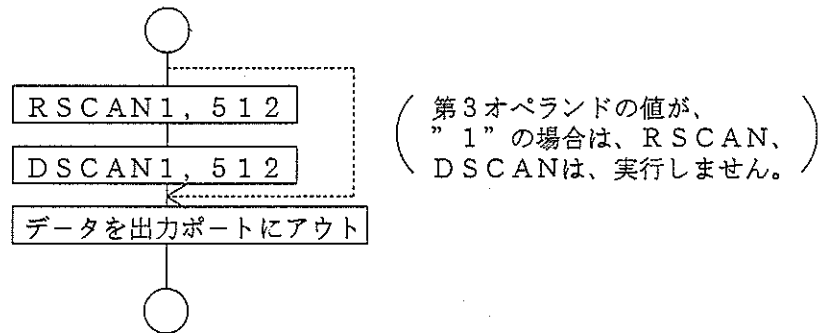 RSCAN1,512
DSCAN1,512
データを出力ポートにアウト
第3オペランドの値が、
”1”の場合は、RSCAN、
DSCANは、実行しません。